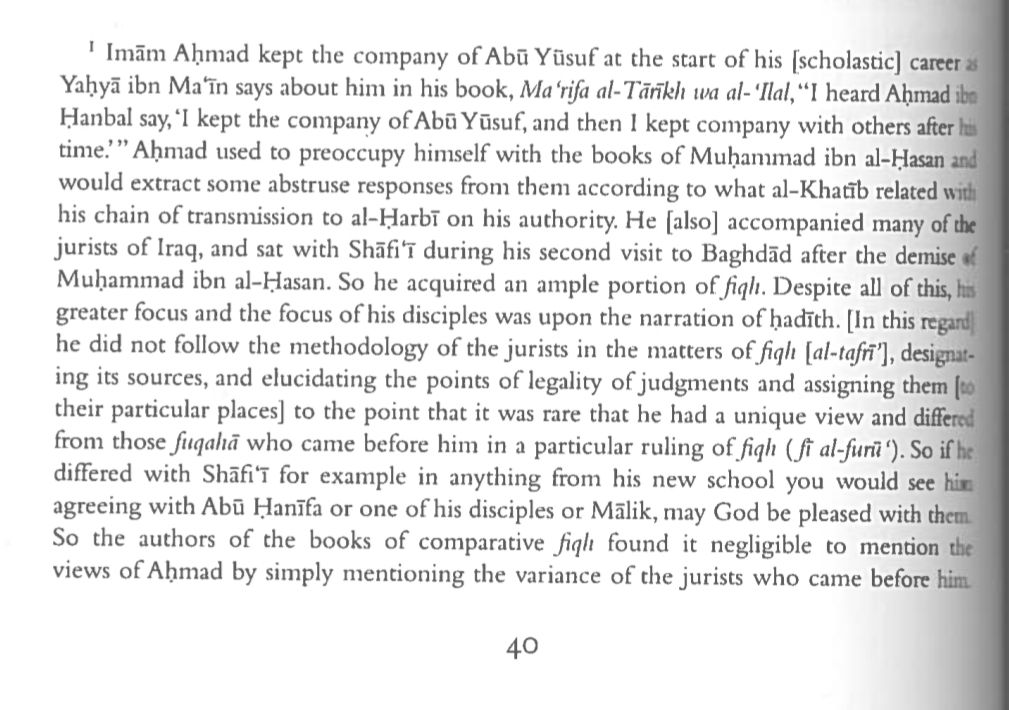 ¹ Imām Aḥmad kept the company of Abū Yūsuf at the start of his [scholastic] career as
Yaḥyā ibn Ma‘īn says about him in his book, Ma‘rifa al-Tārīkh wa al-‘Ilal, “I heard Aḥmad ibn
Ḥanbal say, ‘I kept the company of Abū Yūsuf, and then I kept company with others after his
time.’” Aḥmad used to preoccupy himself with the books of Muḥammad ibn al-Ḥasan and
would extract some abstruse responses from them according to what al-Khatīb related with
his chain of transmission to al-Ḥarbī on his authority. He [also] accompanied many of the
jurists of Iraq, and sat with Shāfi‘ī during his second visit to Baghdād after the demise of
Muḥammad ibn al-Ḥasan. So he acquired an ample portion of fiqh. Despite all of this, his
greater focus and the focus of his disciples was upon the narration of ḥadīth. [In this regard]
he did not follow the methodology of the jurists in the matters of fiqh [al-tafrī’], designat-
ing its sources, and elucidating the points of legality of judgments and assigning them [to
their particular places] to the point that it was rare that he had a unique view and differed
from those fuqahā who came before him in a particular ruling of fiqh (fī al-furū‘). So if he
differed with Shāfi‘ī for example in anything from his new school you would see him
agreeing with Abū Ḥanīfa or one of his disciples or Mālik, may God be pleased with them.
So the authors of the books of comparative fiqh found it negligible to mention the
views of Aḥmad by simply mentioning the variance of the jurists who came before him.
40